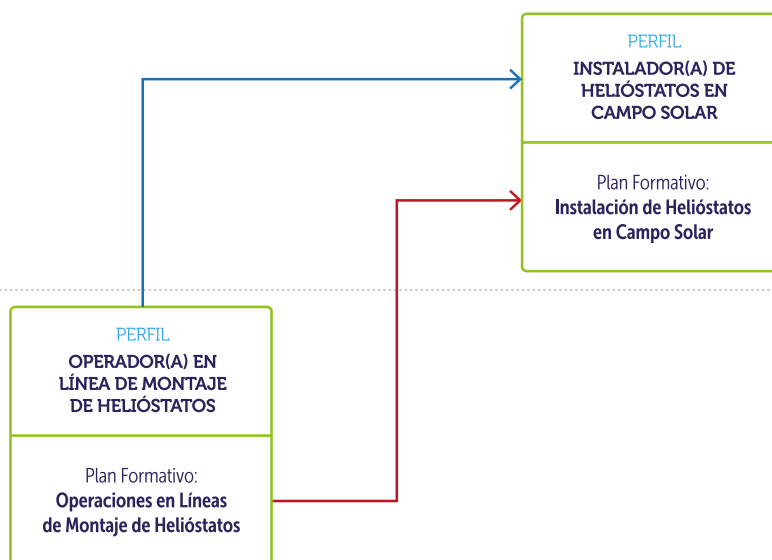 PERFIL
INSTALADOR(A) DE
HELIÓSTATOS EN
CAMPO SOLAR
Plan Formativo:
Instalación de Helióstatos
en Campo Solar
PERFIL
OPERADOR(A) EN
LÍNEA DE MONTAJE
DE HELIÓSTATOS
Plan Formativo:
Operaciones en Líneas
de Montaje de Helióstatos